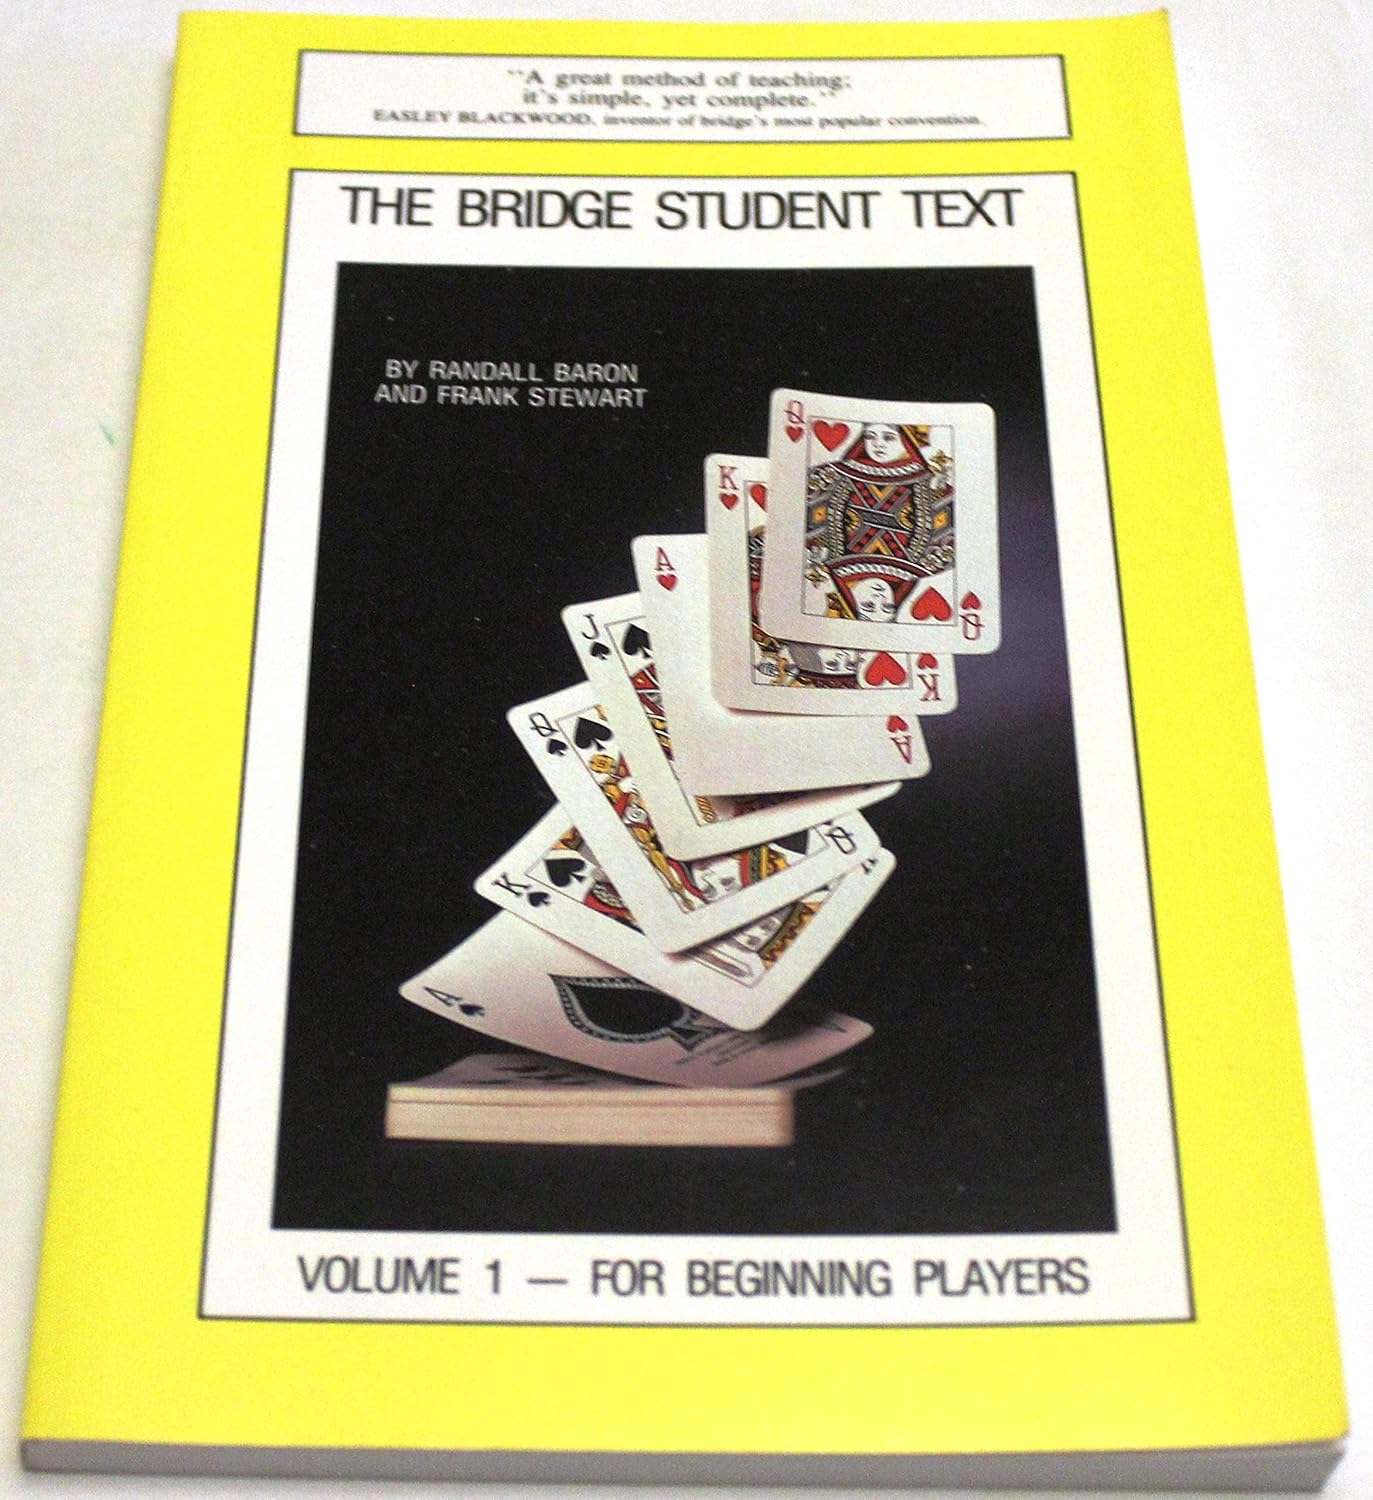 "A great method of teaching;
it's simple, yet complete."
EASLEY BLACKWOOD, inventor of bridge's most popular convention.
THE BRIDGE STUDENT TEXT
BY RANDALL BARON
AND FRANK STEWART
Q
K
A
J
Q
K
A
Q
K
A
Q
VOLUME 1 — FOR BEGINNING PLAYERS